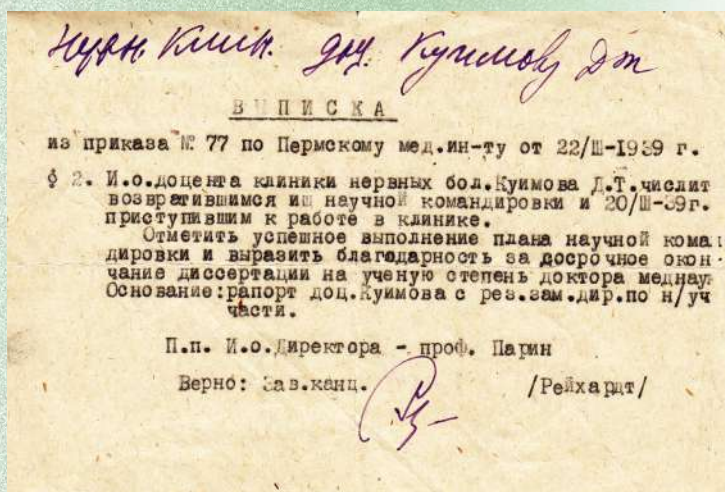 Нервн. Клин. доц. Куимову Дт
ВЫПИСКА
из приказа № 77 по Пермскому мед.ин-ту от 22/Ш-1939 г.
§ 2. И.о.доцента клиники нервных бол.Куимова Д.Т.числит
возвратившимся из научной командировки и 20/Ш-39г.
приступившим к работе в клинике.
Отметить успешное выполнение плана научной коман
дировки и выразить благодарность за досрочное окон
чание диссертации на ученую степень доктора меднаук
Основание:рапорт доц.Куимова с рез.зам.дир.по н/уч
части.
П.п. И.о.Директора - проф. Парин
Верно: Зав.канц. /Рейхардт/